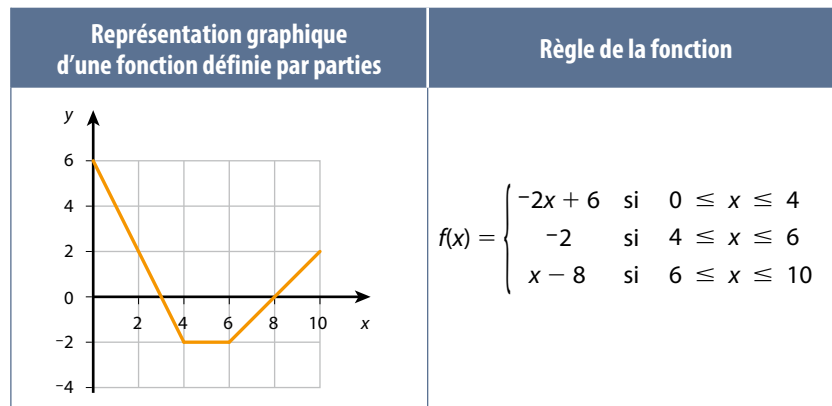 Représentation graphique
d'une fonction définie par parties
Règle de la fonction
y
6
4
2
0
2 4 6 8 10 x
⁻2
⁻4
⁻2x + 6 si 0 ≤ x ≤ 4
f(x) = { ⁻2 si 4 ≤ x ≤ 6
x − 8 si 6 ≤ x ≤ 10